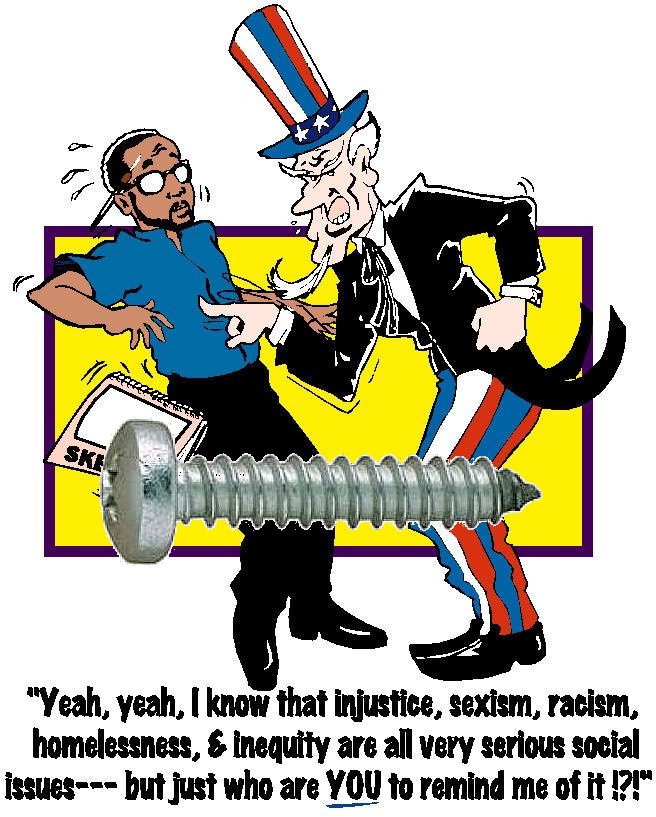 SK
"Yeah, yeah, I know that injustice, sexism, racism,
homelessness, & inequity are all very serious social
issues--- but just who are YOU to remind me of it !?!"